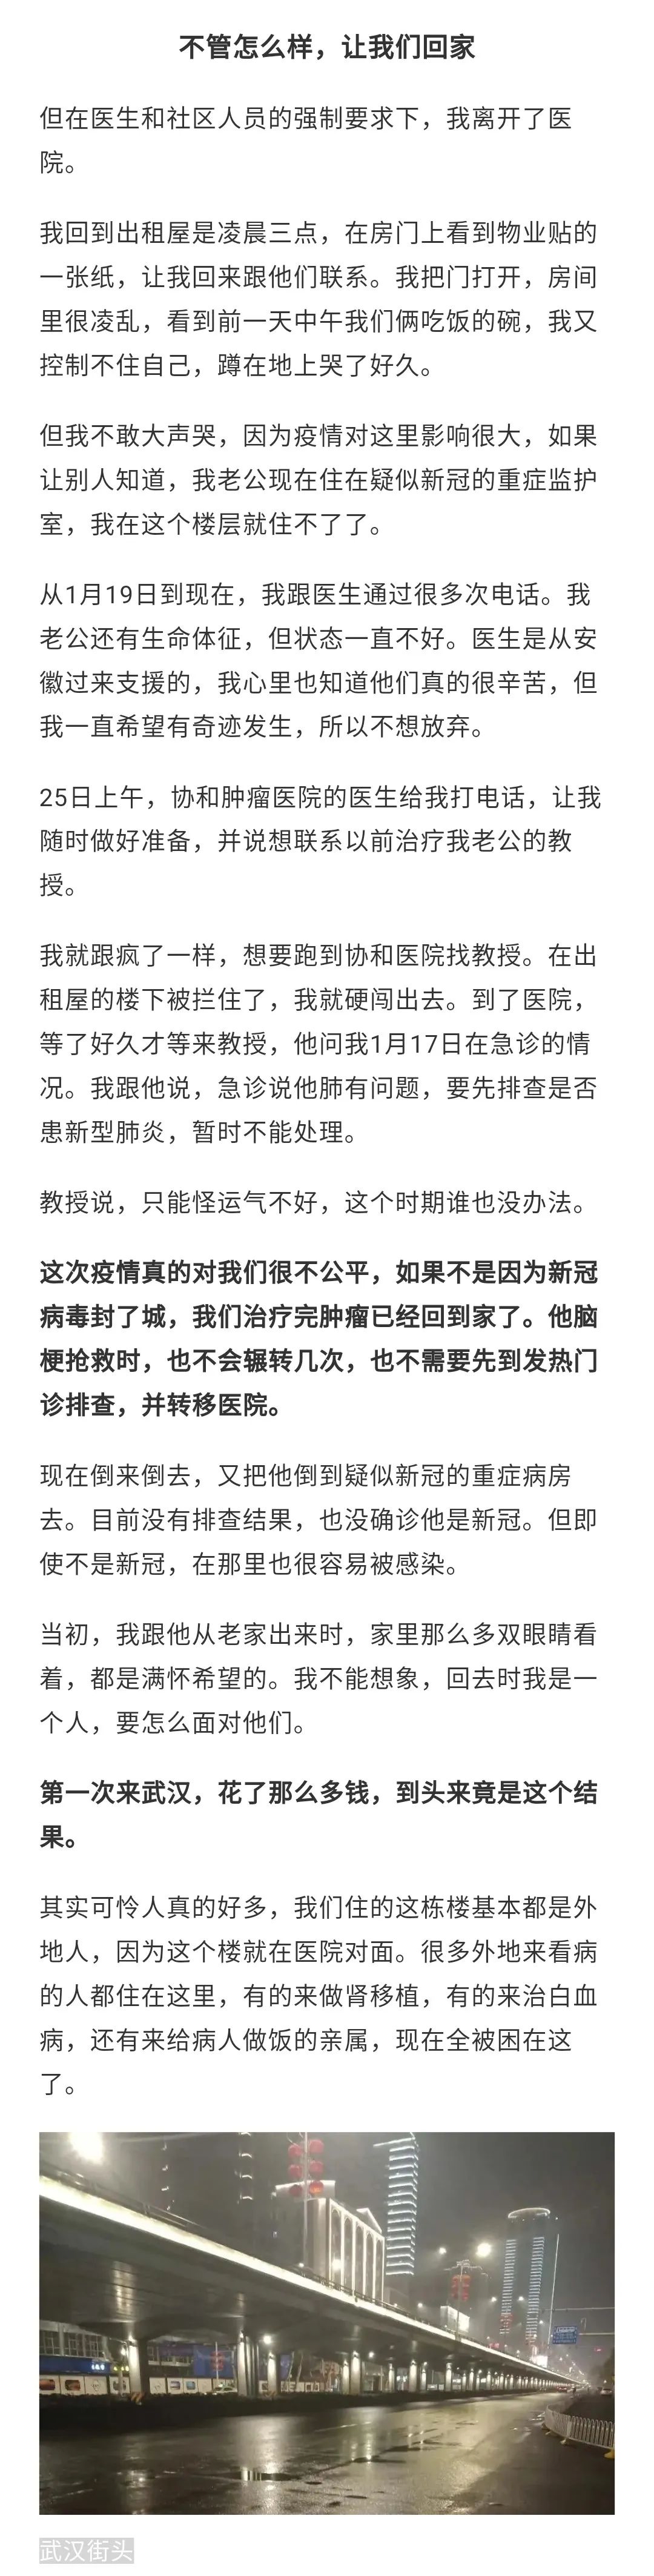 不管怎么样，让我们回家
但在医生和社区人员的强制要求下，我离开了医
院。
我回到出租屋是凌晨三点，在房门上看到物业贴的
一张纸，让我回来跟他们联系。我把门打开，房间
里很凌乱，看到前一天中午我们俩吃饭的碗，我又
控制不住自己，蹲在地上哭了好久。
但我不敢大声哭，因为疫情对这里影响很大，如果
让别人知道，我老公现在住在疑似新冠的重症监护
室，我在这个楼层就住不了了。
从1月19日到现在，我跟医生通过很多次电话。我
老公还有生命体征，但状态一直不好。医生是从安
徽过来支援的，我心里也知道他们真的很辛苦，但
我一直希望有奇迹发生，所以不想放弃。
25日上午，协和肿瘤医院的医生给我打电话，让我
随时做好准备，并说想联系以前治疗我老公的教
授。
我就跟疯了一样，想要跑到协和医院找教授。在出
租屋的楼下被拦住了，我就硬闯出去。到了医院，
等了好久才等来教授，他问我1月17日在急诊的情
况。我跟他说，急诊说他肺有问题，要先排查是否
患新型肺炎，暂时不能处理。
教授说，只能怪运气不好，这个时期谁也没办法。
这次疫情真的对我们很不公平，如果不是因为新冠
病毒封了城，我们治疗完肿瘤已经回到家了。他脑
梗抢救时，也不会辗转几次，也不需要先到发热门
诊排查，并转移医院。
现在倒来倒去，又把他倒到疑似新冠的重症病房
去。目前没有排查结果，也没确诊他是新冠。但即
使不是新冠，在那里也很容易被感染。
当初，我跟他从老家出来时，家里那么多双眼睛看
着，都是满怀希望的。我不能想象，回去时我是一
个人，要怎么面对他们。
第一次来武汉，花了那么多钱，到头来竟是这个结
果。
其实可怜人真的好多，我们住的这栋楼基本都是外
地人，因为这个楼就在医院对面。很多外地来看病
的人都住在这里，有的来做肾移植，有的来治白血
病，还有来给病人做饭的亲属，现在全被困在这
了。
武汉街头